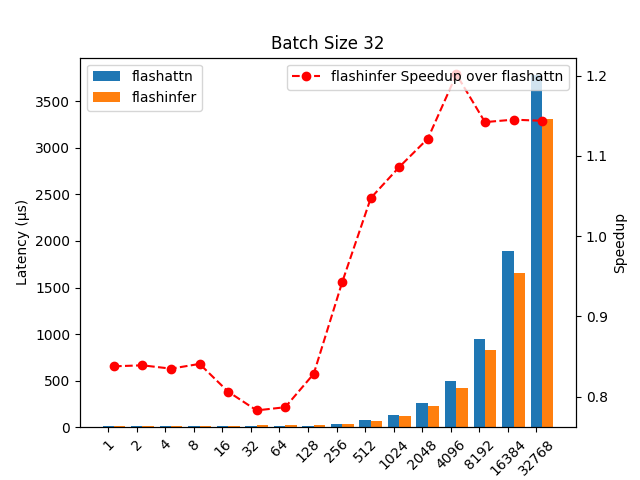 Batch Size 32
flashattn
flashinfer
flashinfer Speedup over flashattn
Latency (μs)
3500
3000
2500
2000
1500
1000
500
0
1.2
1.1
1.0
0.9
0.8
Speedup
1 2 4 8 16 32 64 128 256 512 1024 2048 4096 8192 16384 32768